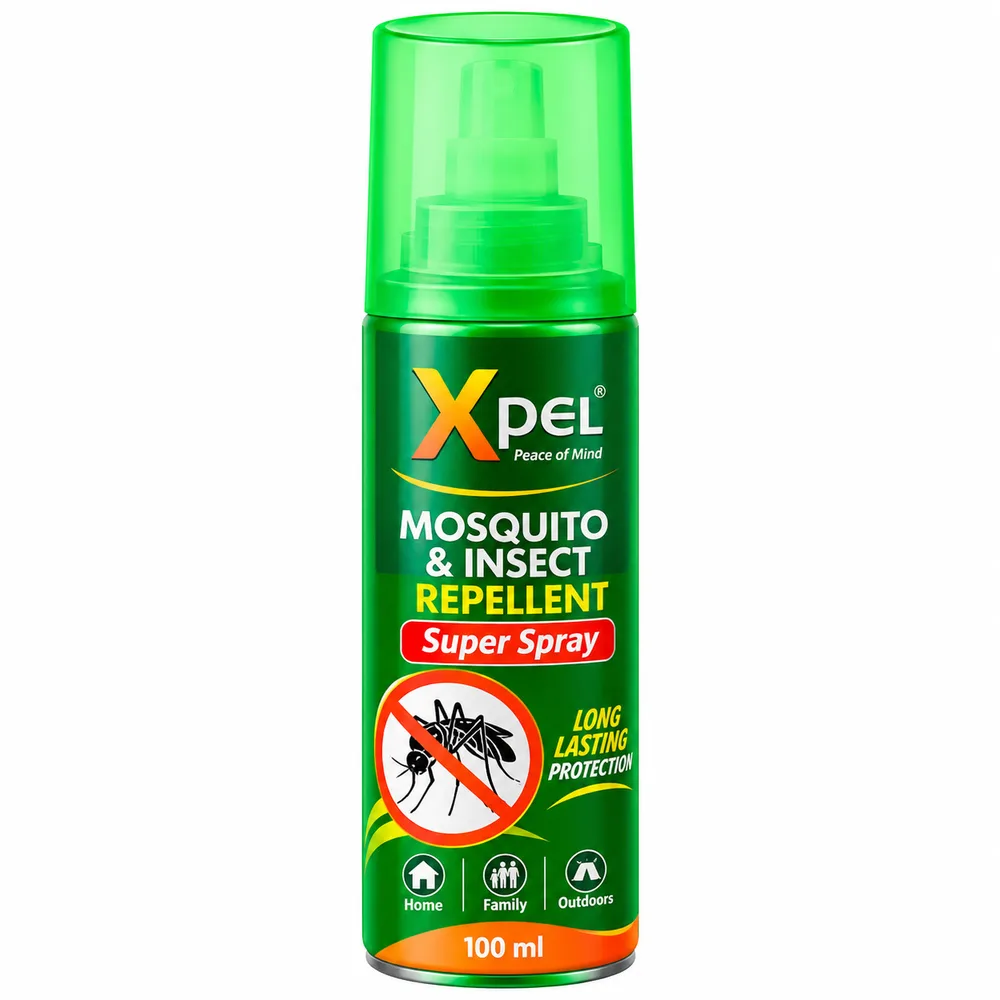 Xpel®
Peace of Mind
MOSQUITO
& INSECT
REPELLENT
Super Spray
LONG
LASTING
PROTECTION
Home
Family
Outdoors
100 ml